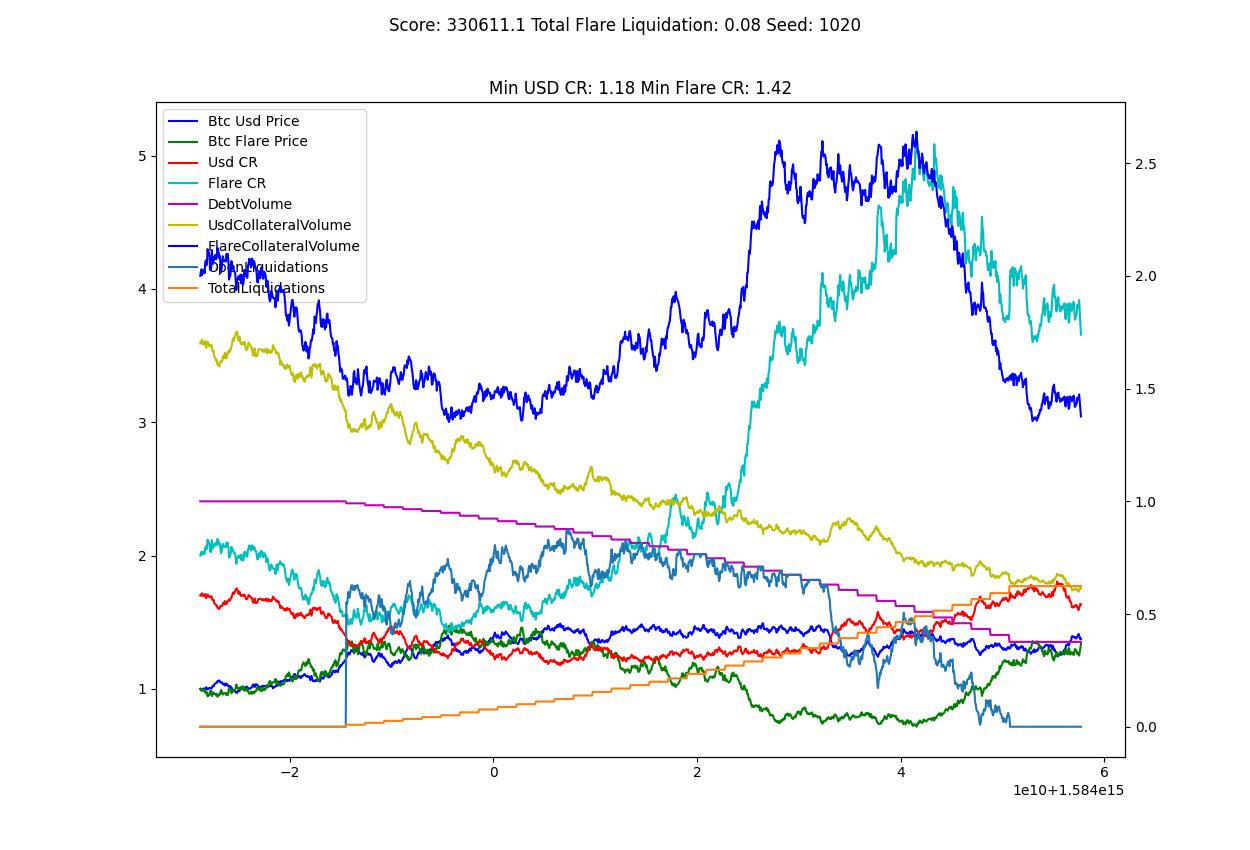 Score: 330611.1 Total Flare Liquidation: 0.08 Seed: 1020
Min USD CR: 1.18 Min Flare CR: 1.42
Btc Usd Price
Btc Flare Price
Usd CR
Flare CR
DebtVolume
UsdCollateralVolume
FlareCollateralVolume
OpenLiquidations
TotalLiquidations
5
4
3
2
1
2.5
2.0
1.5
1.0
0.5
0.0
−2
0
2
4
6
1e10+1.584e15